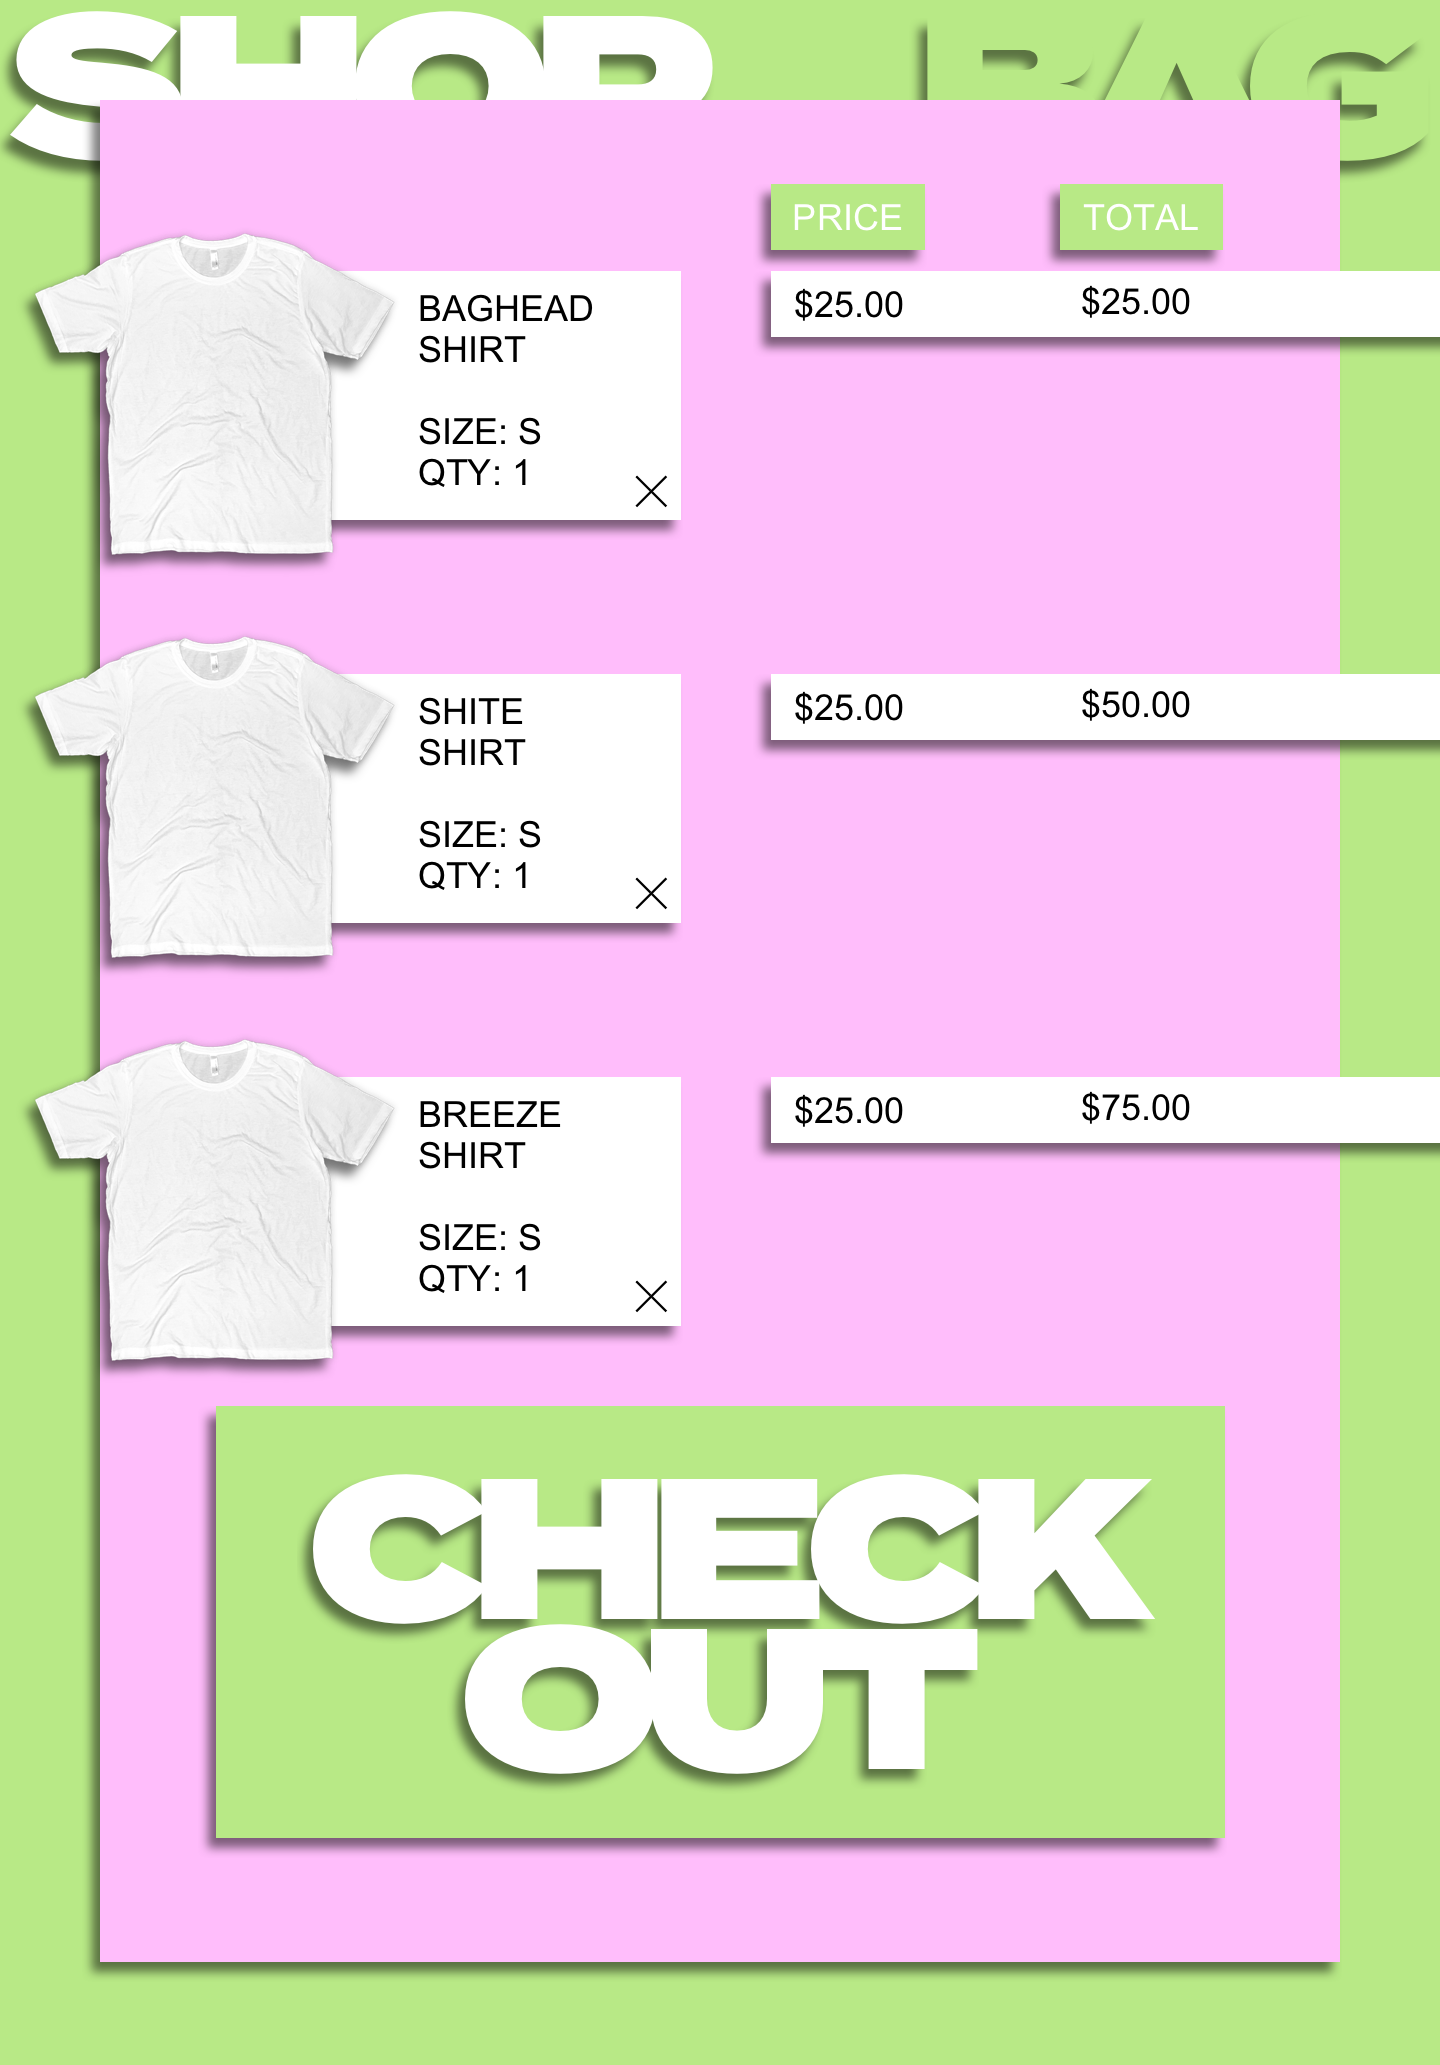 SHOP BAG
PRICE TOTAL
BAGHEAD
SHIRT
SIZE: S
QTY: 1
$25.00 $25.00
SHITE
SHIRT
SIZE: S
QTY: 1
$25.00 $50.00
BREEZE
SHIRT
SIZE: S
QTY: 1
$25.00 $75.00
CHECK
OUT